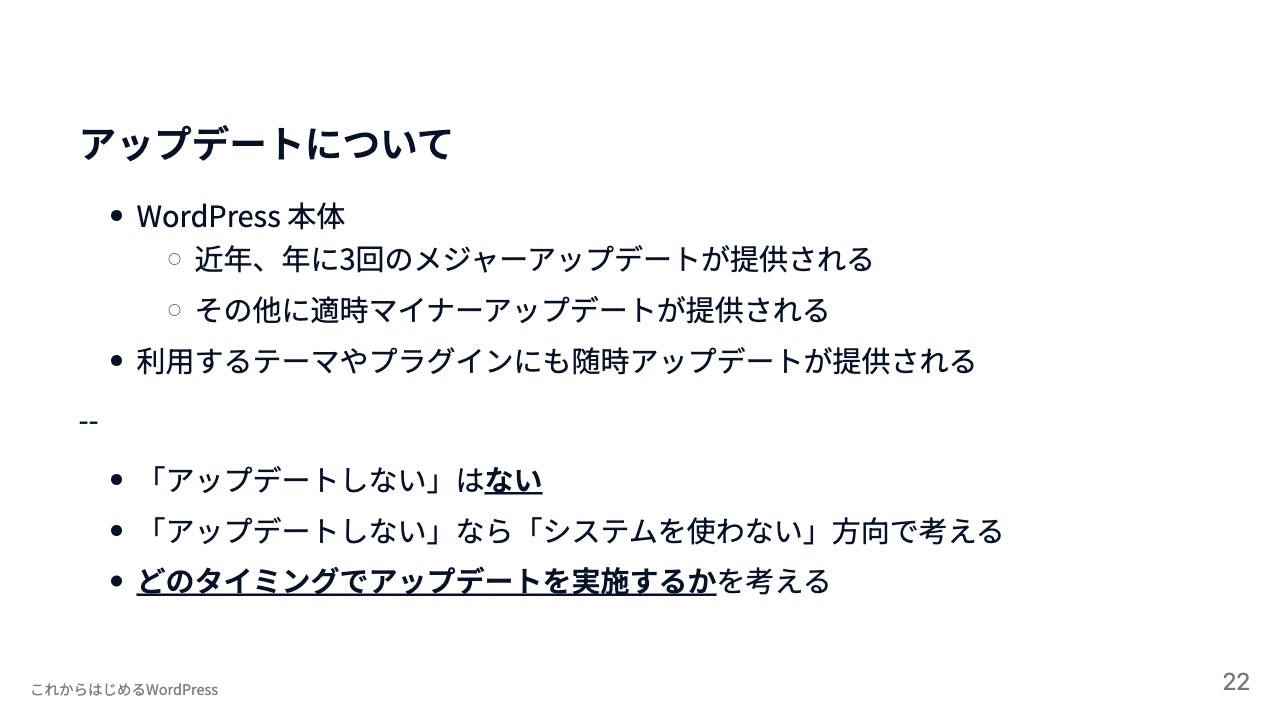 アップデートについて
WordPress 本体
近年、年に3回のメジャーアップデートが提供される
その他に適時マイナーアップデートが提供される
利用するテーマやプラグインにも随時アップデートが提供される
--
「アップデートしない」はない
「アップデートしない」なら「システムを使わない」方向で考える
どのタイミングでアップデートを実施するかを考える
これからはじめるWordPress
22